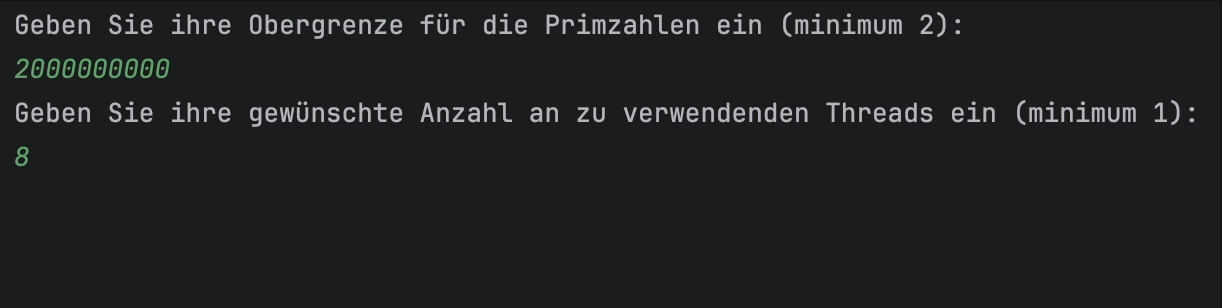 Geben Sie ihre Obergrenze für die Primzahlen ein (minimum 2):
2000000000
Geben Sie ihre gewünschte Anzahl an zu verwendenden Threads ein (minimum 1):
8